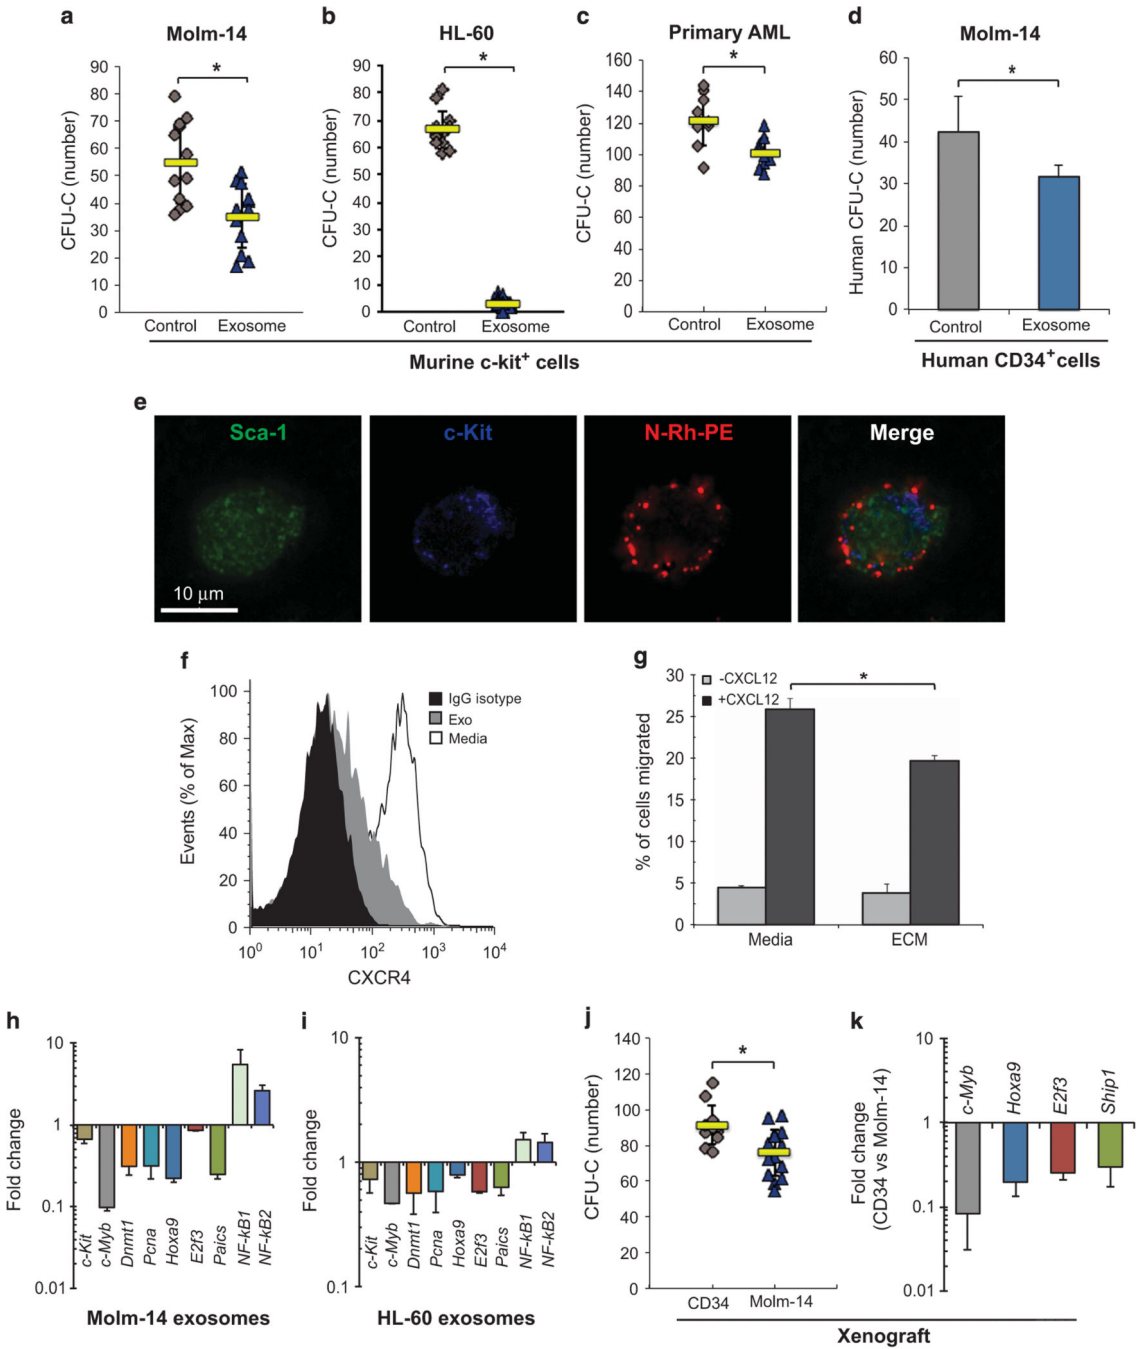 a
Molm-14
*
CFU-C (number)
90
80
70
60
50
40
30
20
10
0
Control
Exosome
b
HL-60
*
CFU-C (number)
90
80
70
60
50
40
30
20
10
0
Control
Exosome
c
Primary AML
*
CFU-C (number)
160
140
120
100
80
60
40
20
0
Control
Exosome
Murine c-kit+ cells
d
Molm-14
*
Human CFU-C (number)
60
50
40
30
20
10
0
Control
Exosome
Human CD34+cells
e
Sca-1
c-Kit
N-Rh-PE
Merge
10 μm
f
Events (% of Max)
100
80
60
40
20
0
IgG isotype
Exo
Media
10⁰
10¹
10²
10³
10⁴
CXCR4
g
% of cells migrated
30
25
20
15
10
5
0
-CXCL12
+CXCL12
*
Media
ECM
h
Fold change
10
1
0.1
0.01
c-Kit
c-Myb
Dnmt1
Pcna
Hoxa9
E2f3
Paics
NF-kB1
NF-kB2
Molm-14 exosomes
i
Fold change
10
1
0.1
c-Kit
c-Myb
Dnmt1
Pcna
Hoxa9
E2f3
Paics
NF-kB1
NF-kB2
HL-60 exosomes
j
CFU-C (number)
140
120
100
80
60
40
20
0
*
CD34
Molm-14
k
Fold change
(CD34 vs Molm-14)
10
1
0.1
0.01
c-Myb
Hoxa9
E2f3
Ship1
Xenograft